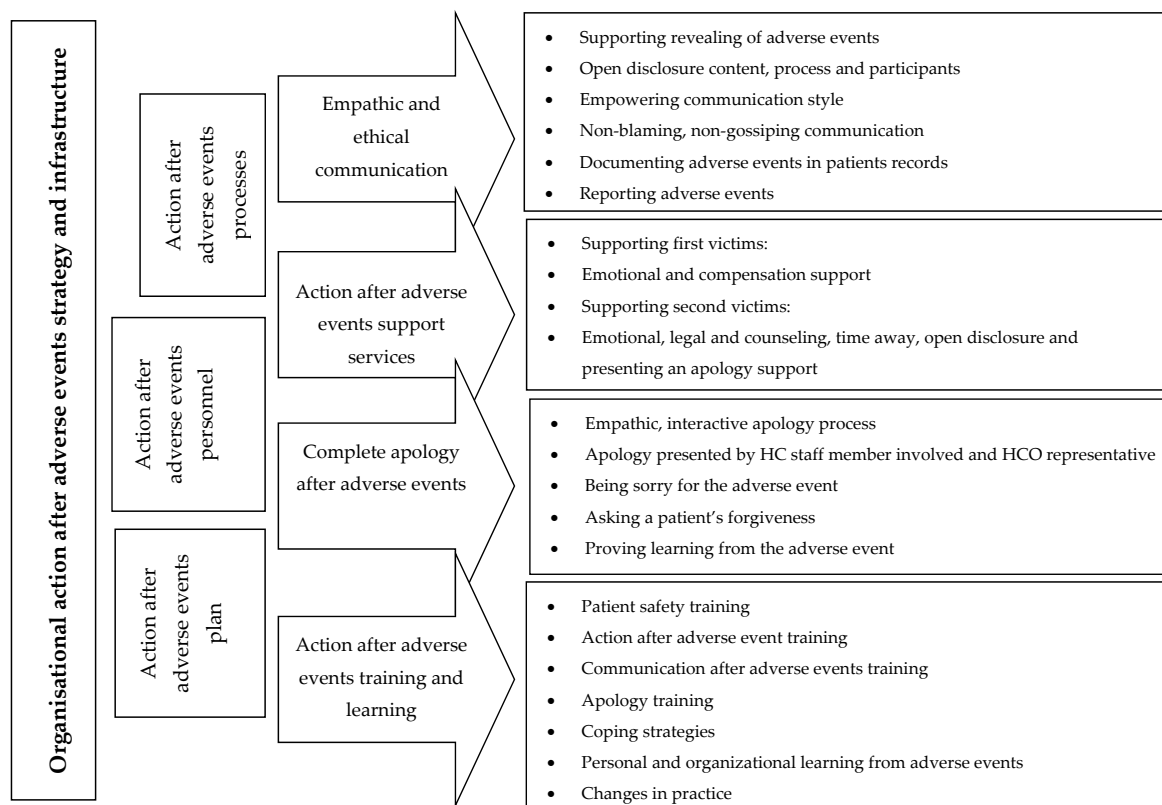 Organisational action after adverse events strategy and infrastructure
Action after
adverse events
processes
Action after
adverse events
personnel
Action after
adverse events
plan
Empathic and
ethical
communication
• Supporting revealing of adverse events
• Open disclosure content, process and participants
• Empowering communication style
• Non-blaming, non-gossiping communication
• Documenting adverse events in patients records
• Reporting adverse events
Action after adverse
events support
services
• Supporting first victims:
• Emotional and compensation support
• Supporting second victims:
• Emotional, legal and counseling, time away, open disclosure and
presenting an apology support
Complete apology
after adverse events
• Empathic, interactive apology process
• Apology presented by HC staff member involved and HCO representative
• Being sorry for the adverse event
• Asking a patient's forgiveness
• Proving learning from the adverse event
Action after adverse
events training and
learning
• Patient safety training
• Action after adverse event training
• Communication after adverse events training
• Apology training
• Coping strategies
• Personal and organizational learning from adverse events
• Changes in practice